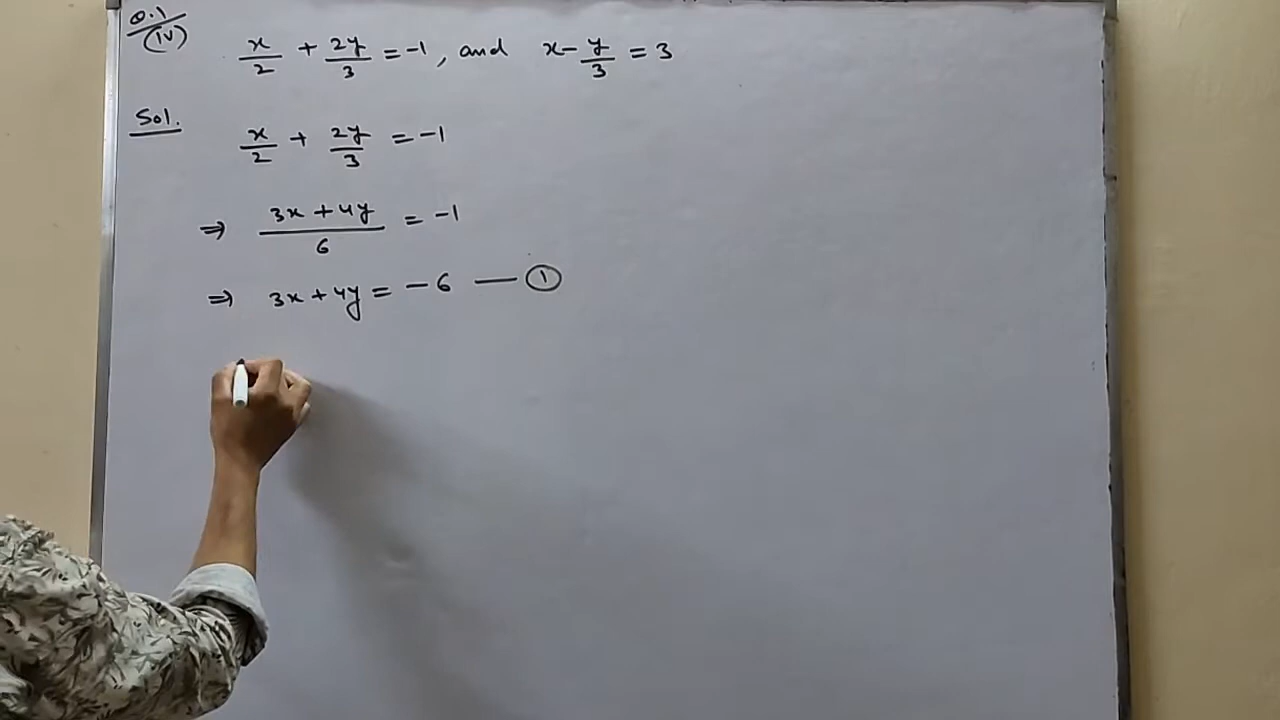 Q.1/(iv) x/2 + 2y/3 = -1, and x - y/3 = 3
Sol. x/2 + 2y/3 = -1
⇒ (3x + 4y)/6 = -1
⇒ 3x + 4y = -6 — ①